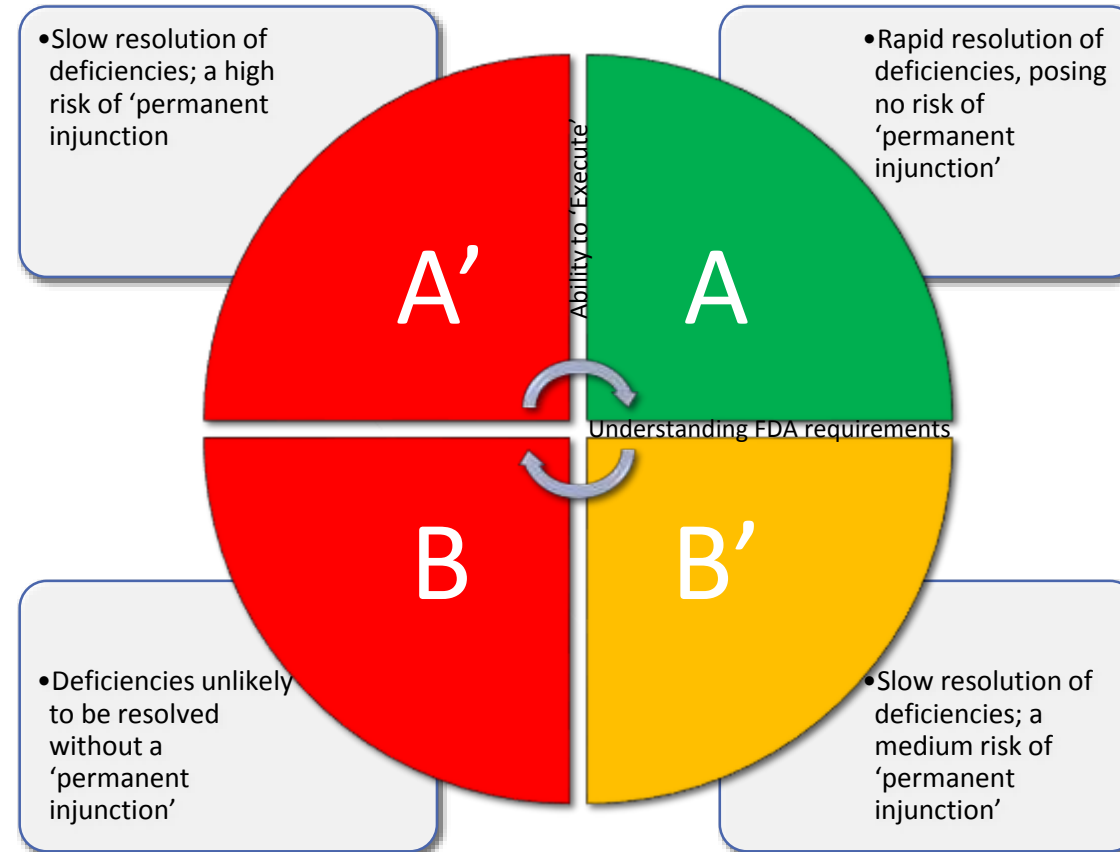 •Slow resolution of
deficiencies; a high
risk of ‘permanent
injunction
•Rapid resolution of
deficiencies, posing
no risk of
‘permanent
injunction’
Ability to ‘Execute’
A’
A
Understanding FDA requirements
B
B’
•Deficiencies unlikely
to be resolved
without a
‘permanent
injunction’
•Slow resolution of
deficiencies; a
medium risk of
‘permanent
injunction’